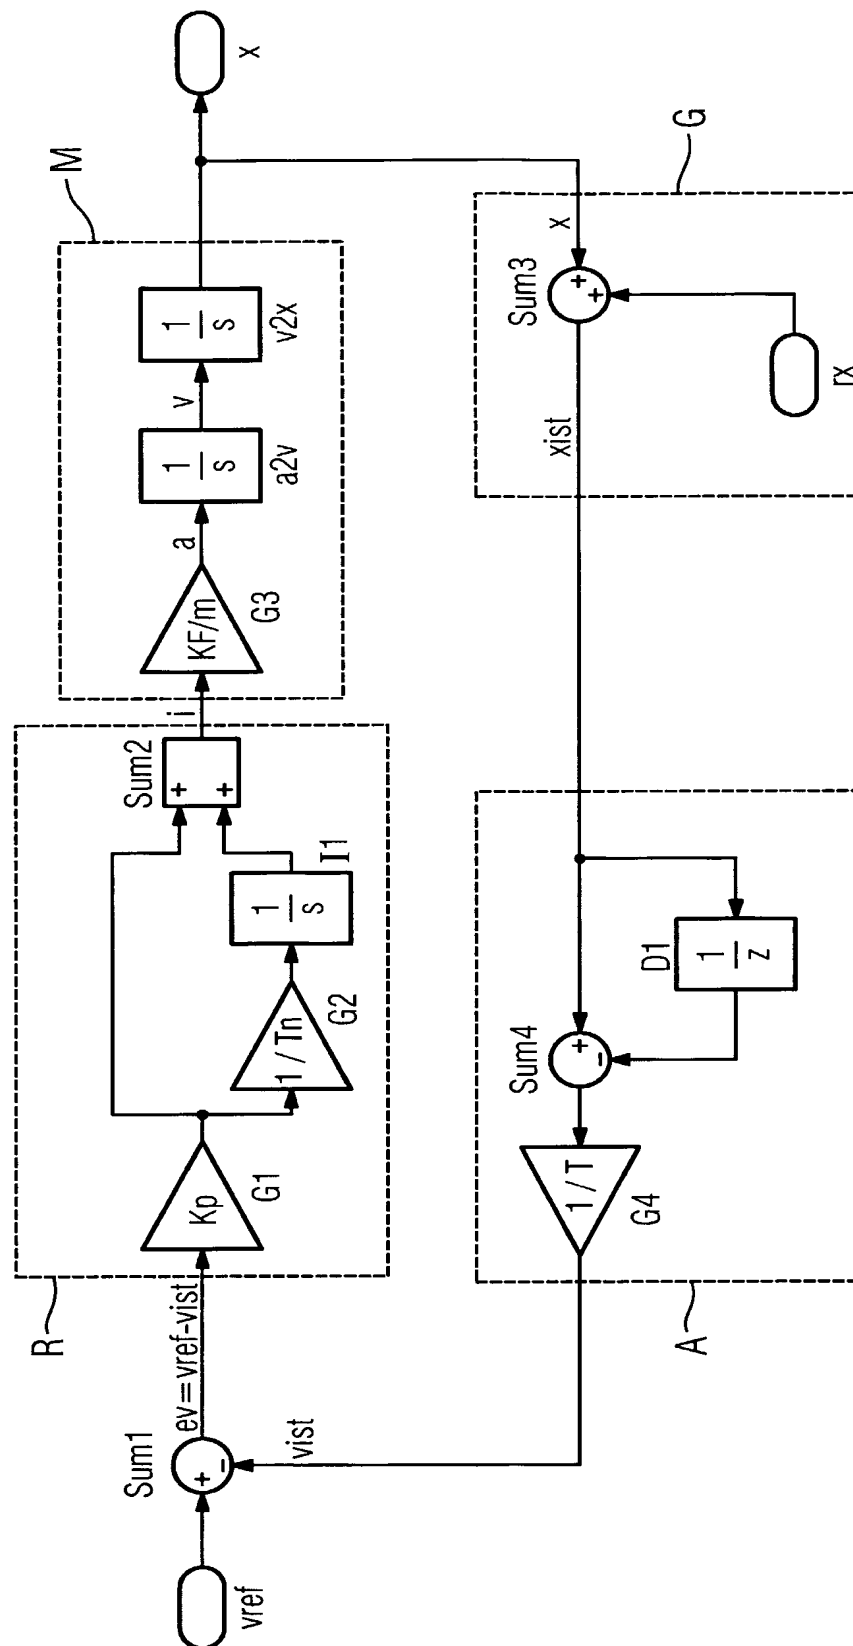 vref
Sum1
+
-
ev=vref-vist
vist
R
Kp
G1
1/Tn
G2
1
s
I1
Sum2
+
+
i
M
KF/m
G3
a
1
s
a2v
v
1
s
v2x
x
G
x
Sum3
+
+
rx
xist
A
D1
1
z
Sum4
+
-
1/T
G4